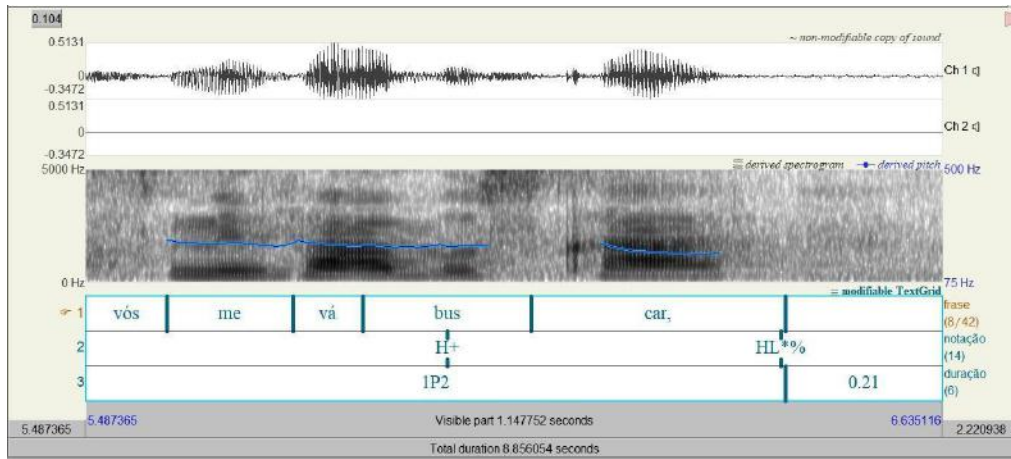 0.104
0.5131
~ non-modifiable copy of sound
0
Ch 1
-0.3472
0.5131
0
Ch 2
-0.3472
derived spectrogram derived pitch
5000 Hz 500 Hz
0 Hz 75 Hz
modifiable TextGrid
1 vós me vá bus car, frase (8/42)
2 H+ HL*% notação (14)
3 1P2 0.21 duração (6)
5.487365 Visible part 1.147752 seconds 6.635116
5.487365 2.220938
Total duration 8.856054 seconds